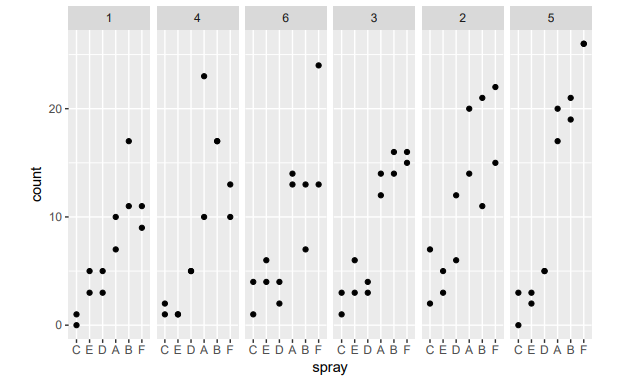 1 4 6 3 2 5
20
10
0
count
C E D A B F C E D A B F C E D A B F C E D A B F C E D A B F C E D A B F
spray